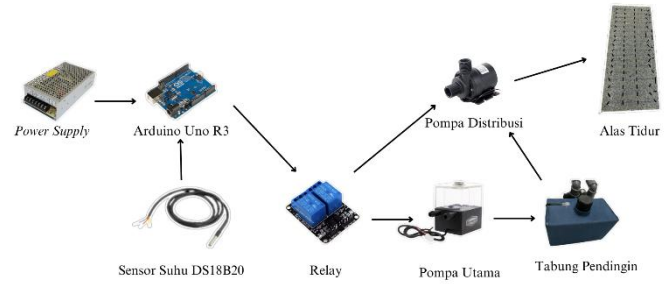 Power Supply
Arduino Uno R3
Pompa Distribusi
Alas Tidur
Sensor Suhu DS18B20
Relay
Pompa Utama
Tabung Pendingin